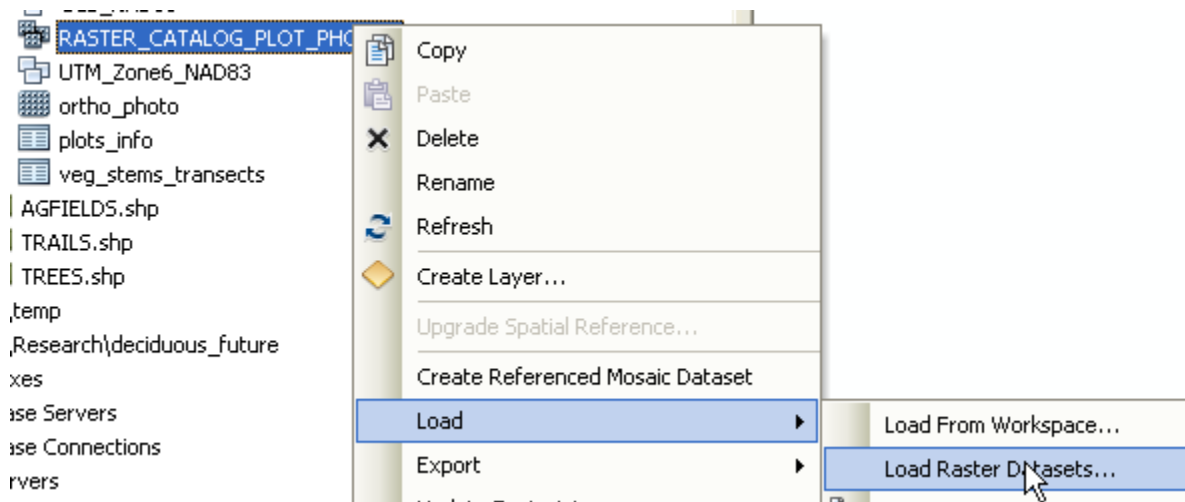 RASTER_CATALOG_PLOT_PHO
UTM_Zone6_NAD83
ortho_photo
plots_info
veg_stems_transects
AGFIELDS.shp
TRAILS.shp
TREES.shp
temp
Research\deciduous_future
xes
ase Servers
ase Connections
rvers
Copy
Paste
Delete
Rename
Refresh
Create Layer...
Upgrade Spatial Reference...
Create Referenced Mosaic Dataset
Load
Export
Load From Workspace...
Load Raster Datasets...